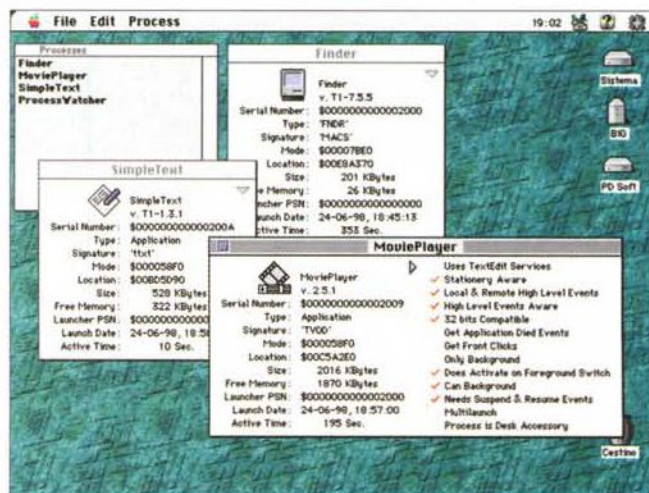 File Edit Process
19:02
Processes
Finder
MoviePlayer
SimpleText
ProcessWatcher
Finder
Finder
v. T1-7.5.5
Serial Number: $0000000000002000
Type: 'FNDR'
Signature: 'MACS'
Mode: $00007BE0
Location: $00E8A370
Size: 201 KBytes
e Memory: 26 KBytes
ncher PSN: $0000000000000000
aunch Date: 24-06-98, 18:45:13
ctive Time: 353 Sec.
SimpleText
SimpleText
v. T1-1.3.1
Serial Number: $000000000000200A
Type: Application
Signature: 'ttxt'
Mode: $000058F0
Location: $00BD5D90
Size: 528 KBytes
Free Memory: 322 KBytes
Launcher PSN: $00000000000
Launch Date: 24-06-98, 18:58
Active Time: 10 Sec.
MoviePlayer
MoviePlayer
v. 2.5.1
Serial Number: $0000000000002009
Type: Application
Signature: 'TVOD'
Mode: $000058F0
Location: $00C5A2E0
Size: 2016 KBytes
Free Memory: 1870 KBytes
Launcher PSN: $0000000000002000
Launch Date: 24-06-98, 18:57:00
Active Time: 195 Sec.
Uses TextEdit Services
Stationery Aware
Local & Remote High Level Events
High Level Events Aware
32 bits Compatible
Get Application Died Events
Get Front Clicks
Only Background
Does Activate on Foreground Switch
Can Background
Needs Suspend & Resume Events
Multilaunch
Process is Desk Accessory
Sistema
BIG
PD Soft
Cestino